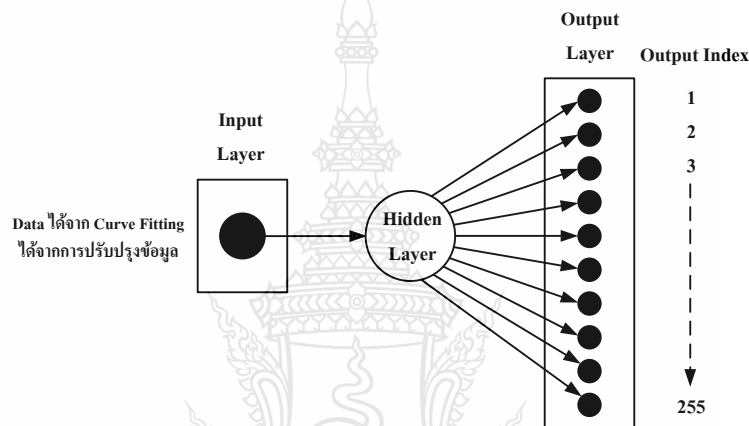 Output
Layer
Output Index
1
2
3
255
Input
Layer
Data ได้จาก Curve Fitting
ได้จากการปรับปรุงข้อมูล
Hidden
Layer